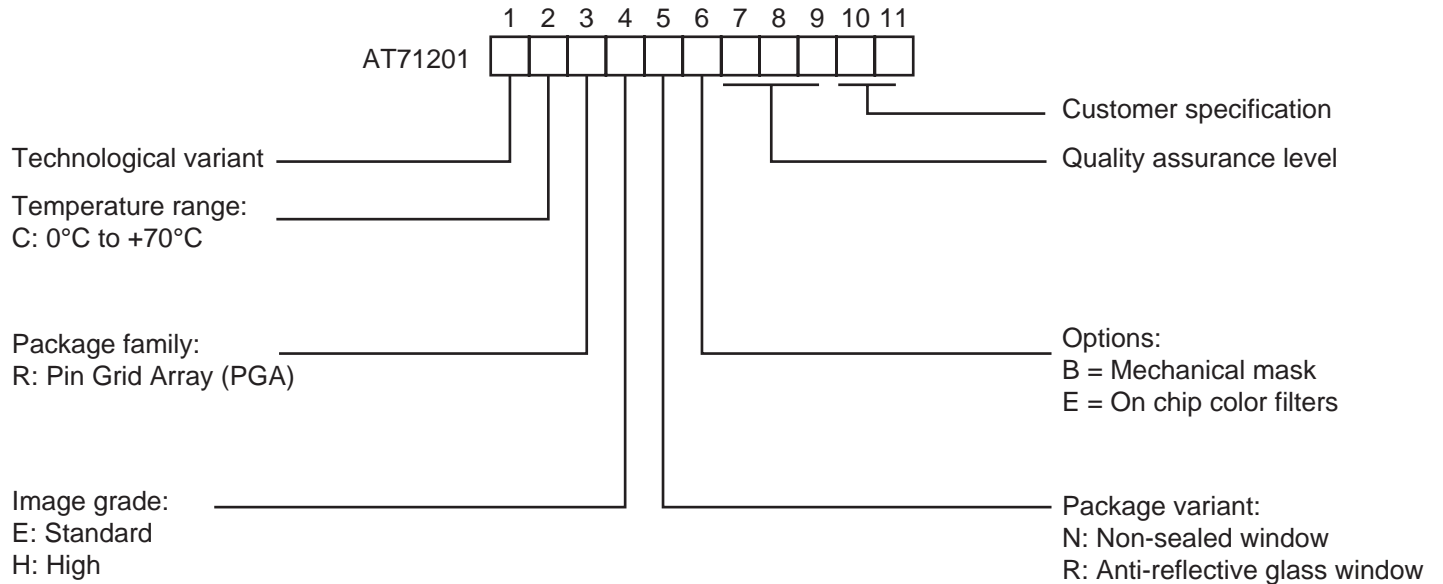 1 2 3 4 5 6 7 8 9 10 11
AT71201
Customer specification
Technological variant
Quality assurance level
Temperature range:
C: 0°C to +70°C
Package family:
R: Pin Grid Array (PGA)
Options:
B = Mechanical mask
E = On chip color filters
Image grade:
E: Standard
H: High
Package variant:
N: Non-sealed window
R: Anti-reflective glass window